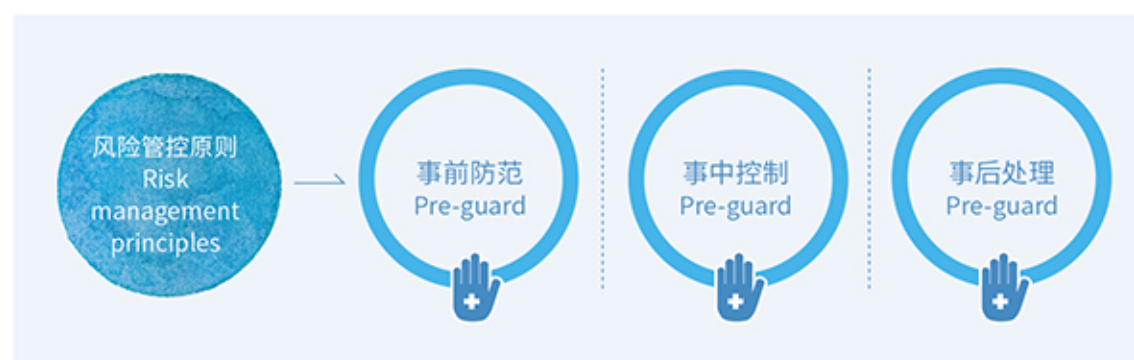 风险管控原则
Risk
management
principles
事前防范
Pre-guard
事中控制
Pre-guard
事后处理
Pre-guard